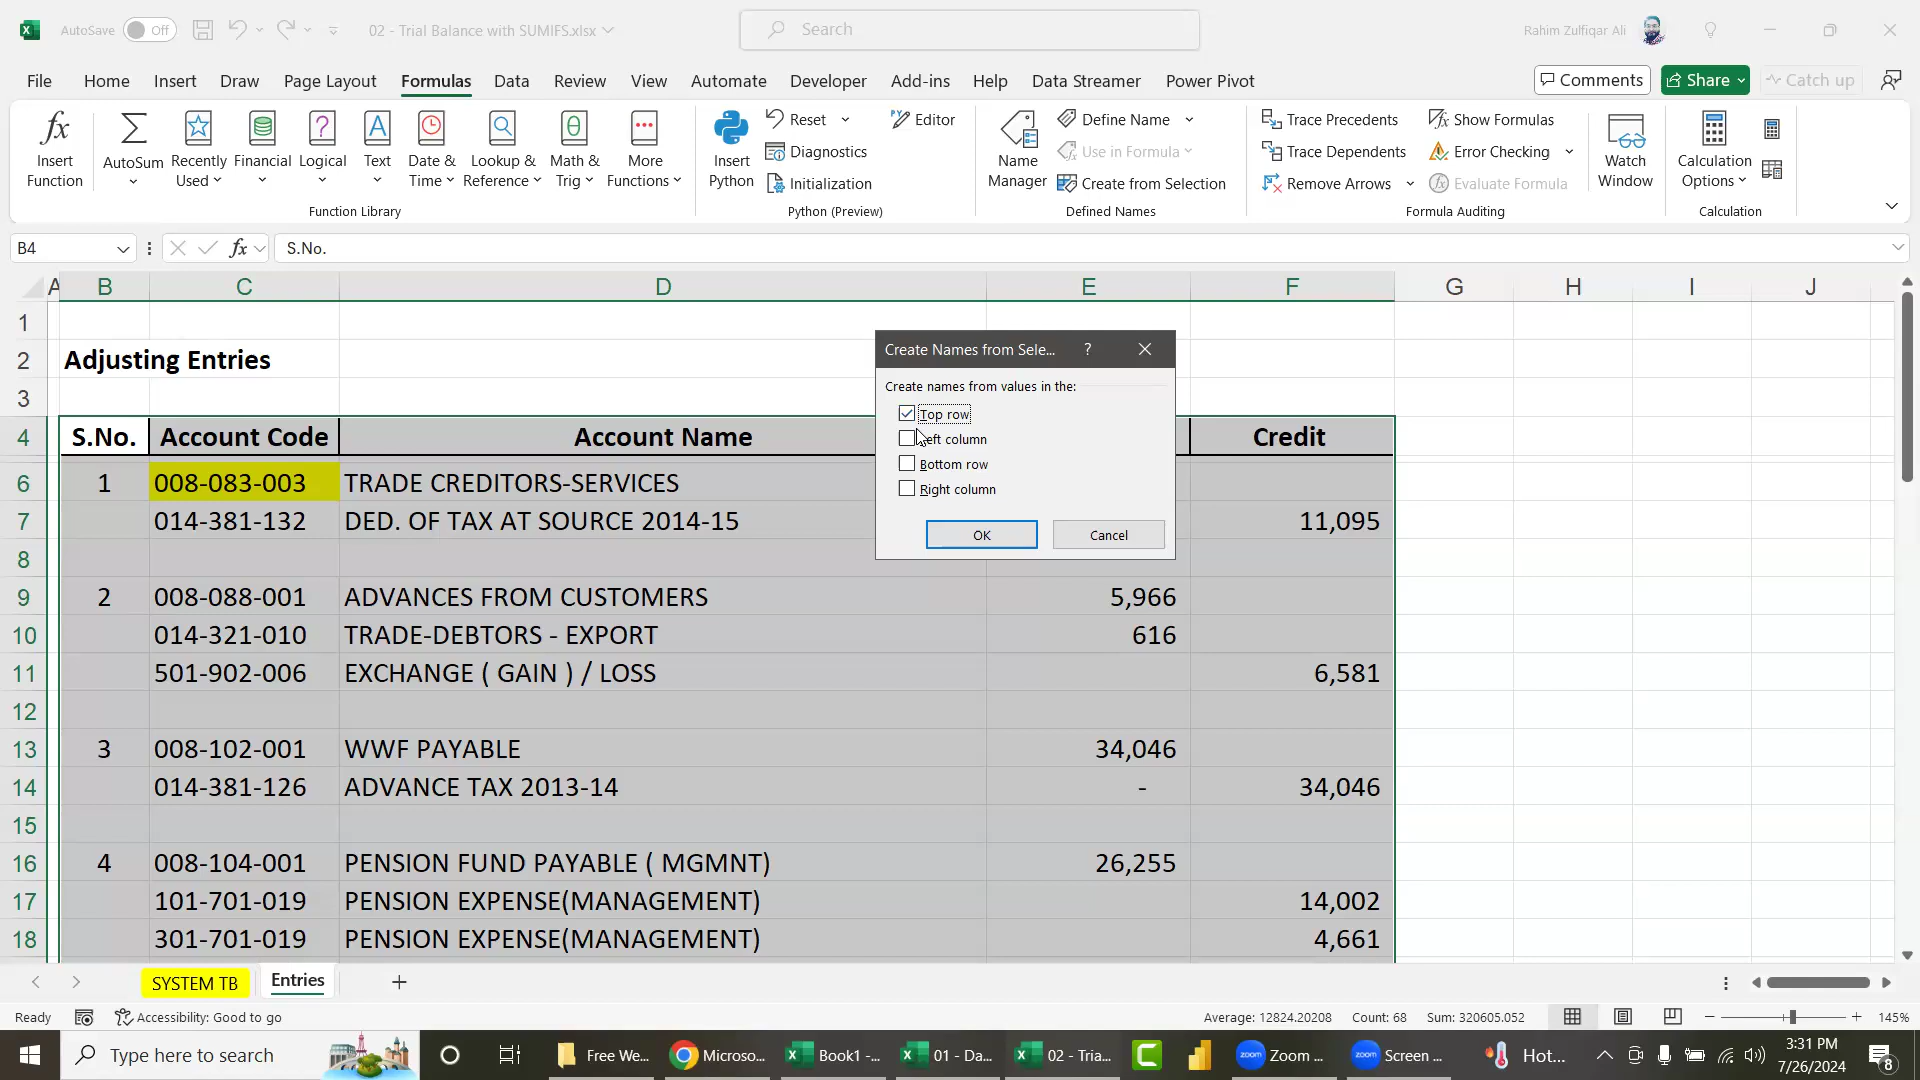 AutoSave Off 02 - Trial Balance with SUMIFS.xlsx Search Rahim Zulfiqar Ali
File Home Insert Draw Page Layout Formulas Data Review View Automate Developer Add-ins Help Data Streamer Power Pivot Comments Share Catch up
Insert Function
AutoSum
Recently Used
Financial
Logical
Text
Date & Time
Lookup & Reference
Math & Trig
More Functions
Function Library
Insert Python
Reset
Diagnostics
Initialization
Editor
Python (Preview)
Name Manager
Define Name
Use in Formula
Create from Selection
Defined Names
Trace Precedents
Trace Dependents
Remove Arrows
Show Formulas
Error Checking
Evaluate Formula
Formula Auditing
Watch Window
Calculation Options
Calculation
B4 fx S.No.
A B C D E F G H I J
1
2 Adjusting Entries
3
4 S.No. Account Code Account Name Credit
6 1 008-083-003 TRADE CREDITORS-SERVICES
7 014-381-132 DED. OF TAX AT SOURCE 2014-15 11,095
8
9 2 008-088-001 ADVANCES FROM CUSTOMERS 5,966
10 014-321-010 TRADE-DEBTORS - EXPORT 616
11 501-902-006 EXCHANGE ( GAIN ) / LOSS 6,581
12
13 3 008-102-001 WWF PAYABLE 34,046
14 014-381-126 ADVANCE TAX 2013-14 - 34,046
15
16 4 008-104-001 PENSION FUND PAYABLE ( MGMNT) 26,255
17 101-701-019 PENSION EXPENSE(MANAGEMENT) 14,002
18 301-701-019 PENSION EXPENSE(MANAGEMENT) 4,661
Create Names from Sele... ?
Create names from values in the:
Top row
Left column
Bottom row
Right column
OK Cancel
SYSTEM TB Entries +
Ready Accessibility: Good to go Average: 12824.20208 Count: 68 Sum: 320605.052 145%
Type here to search Free We... Microso... Book1 -... 01 - Da... 02 - Tria... Zoom ... Screen ... Hot... 3:31 PM
7/26/2024 8